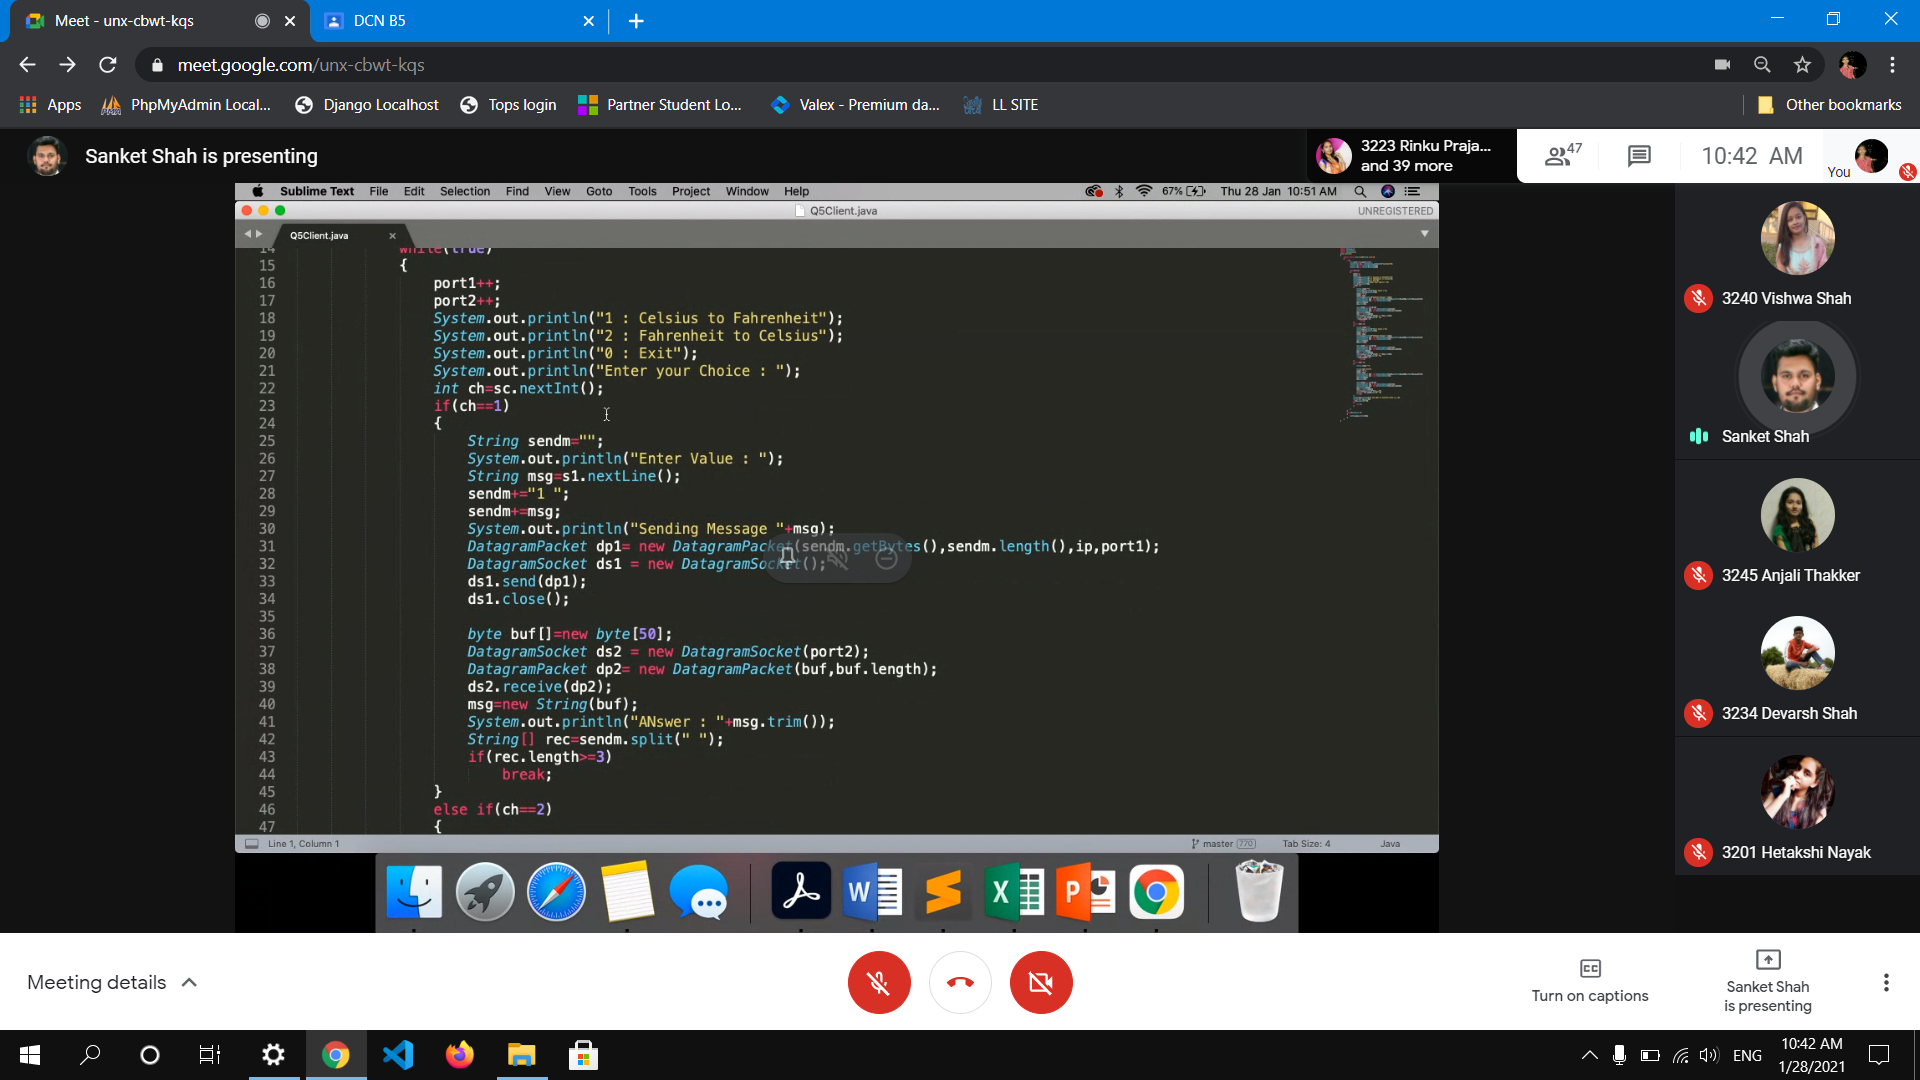 Meet - unx-cbwt-kqs
DCN B5
meet.google.com/unx-cbwt-kqs
Apps
PhpMyAdmin Local...
Django Localhost
Tops login
Partner Student Lo...
Valex - Premium da...
LL SITE
Other bookmarks
Sanket Shah is presenting
3223 Rinku Praja...
and 39 more
47
10:42 AM
You
Sublime Text File Edit Selection Find View Goto Tools Project Window Help
67% Thu 28 Jan 10:51 AM
Q5Client.java
UNREGISTERED
Q5Client.java
14 while(true)
15 {
16 port1++;
17 port2++;
18 System.out.println("1 : Celsius to Fahrenheit");
19 System.out.println("2 : Fahrenheit to Celsius");
20 System.out.println("0 : Exit");
21 System.out.println("Enter your Choice : ");
22 int ch=sc.nextInt();
23 if(ch==1)
24 {
25 String sendm="";
26 System.out.println("Enter Value : ");
27 String msg=s1.nextLine();
28 sendm+="1 ";
29 sendm+=msg;
30 System.out.println("Sending Message "+msg);
31 DatagramPacket dp1= new DatagramPacket(sendm.getBytes(),sendm.length(),ip,port1);
32 DatagramSocket ds1 = new DatagramSocket();
33 ds1.send(dp1);
34 ds1.close();
35
36 byte buf[]=new byte[50];
37 DatagramSocket ds2 = new DatagramSocket(port2);
38 DatagramPacket dp2= new DatagramPacket(buf,buf.length);
39 ds2.receive(dp2);
40 msg=new String(buf);
41 System.out.println("ANswer : "+msg.trim());
42 String[] rec=sendm.split(" ");
43 if(rec.length>=3)
44 break;
45 }
46 else if(ch==2)
47 {
Line 1, Column 1
master 770
Tab Size: 4
Java
3240 Vishwa Shah
Sanket Shah
3245 Anjali Thakker
3234 Devarsh Shah
3201 Hetakshi Nayak
Meeting details
Turn on captions
Sanket Shah
is presenting
ENG
10:42 AM
1/28/2021